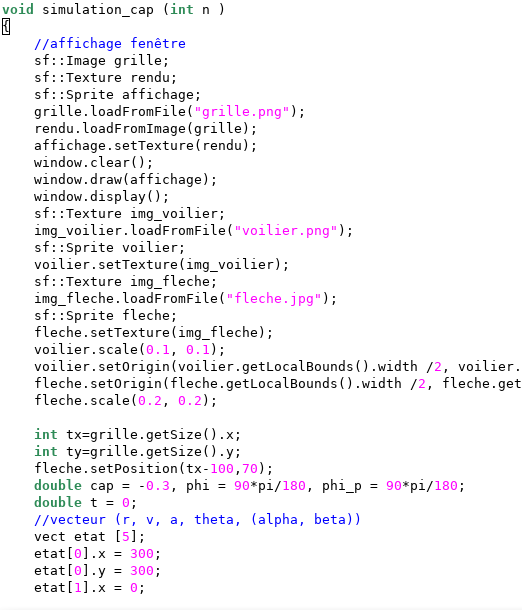 void simulation_cap (int n )
{
    //affichage fenêtre
    sf::Image grille;
    sf::Texture rendu;
    sf::Sprite affichage;
    grille.loadFromFile("grille.png");
    rendu.loadFromImage(grille);
    affichage.setTexture(rendu);
    window.clear();
    window.draw(affichage);
    window.display();
    sf::Texture img_voilier;
    img_voilier.loadFromFile("voilier.png");
    sf::Sprite voilier;
    voilier.setTexture(img_voilier);
    sf::Texture img_fleche;
    img_fleche.loadFromFile("fleche.jpg");
    sf::Sprite fleche;
    fleche.setTexture(img_fleche);
    voilier.scale(0.1, 0.1);
    voilier.setOrigin(voilier.getLocalBounds().width /2, voilier.
    fleche.setOrigin(fleche.getLocalBounds().width /2, fleche.get
    fleche.scale(0.2, 0.2);

    int tx=grille.getSize().x;
    int ty=grille.getSize().y;
    fleche.setPosition(tx-100,70);
    double cap = -0.3, phi = 90*pi/180, phi_p = 90*pi/180;
    double t = 0;
    //vecteur (r, v, a, theta, (alpha, beta))
    vect etat [5];
    etat[0].x = 300;
    etat[0].y = 300;
    etat[1].x = 0;